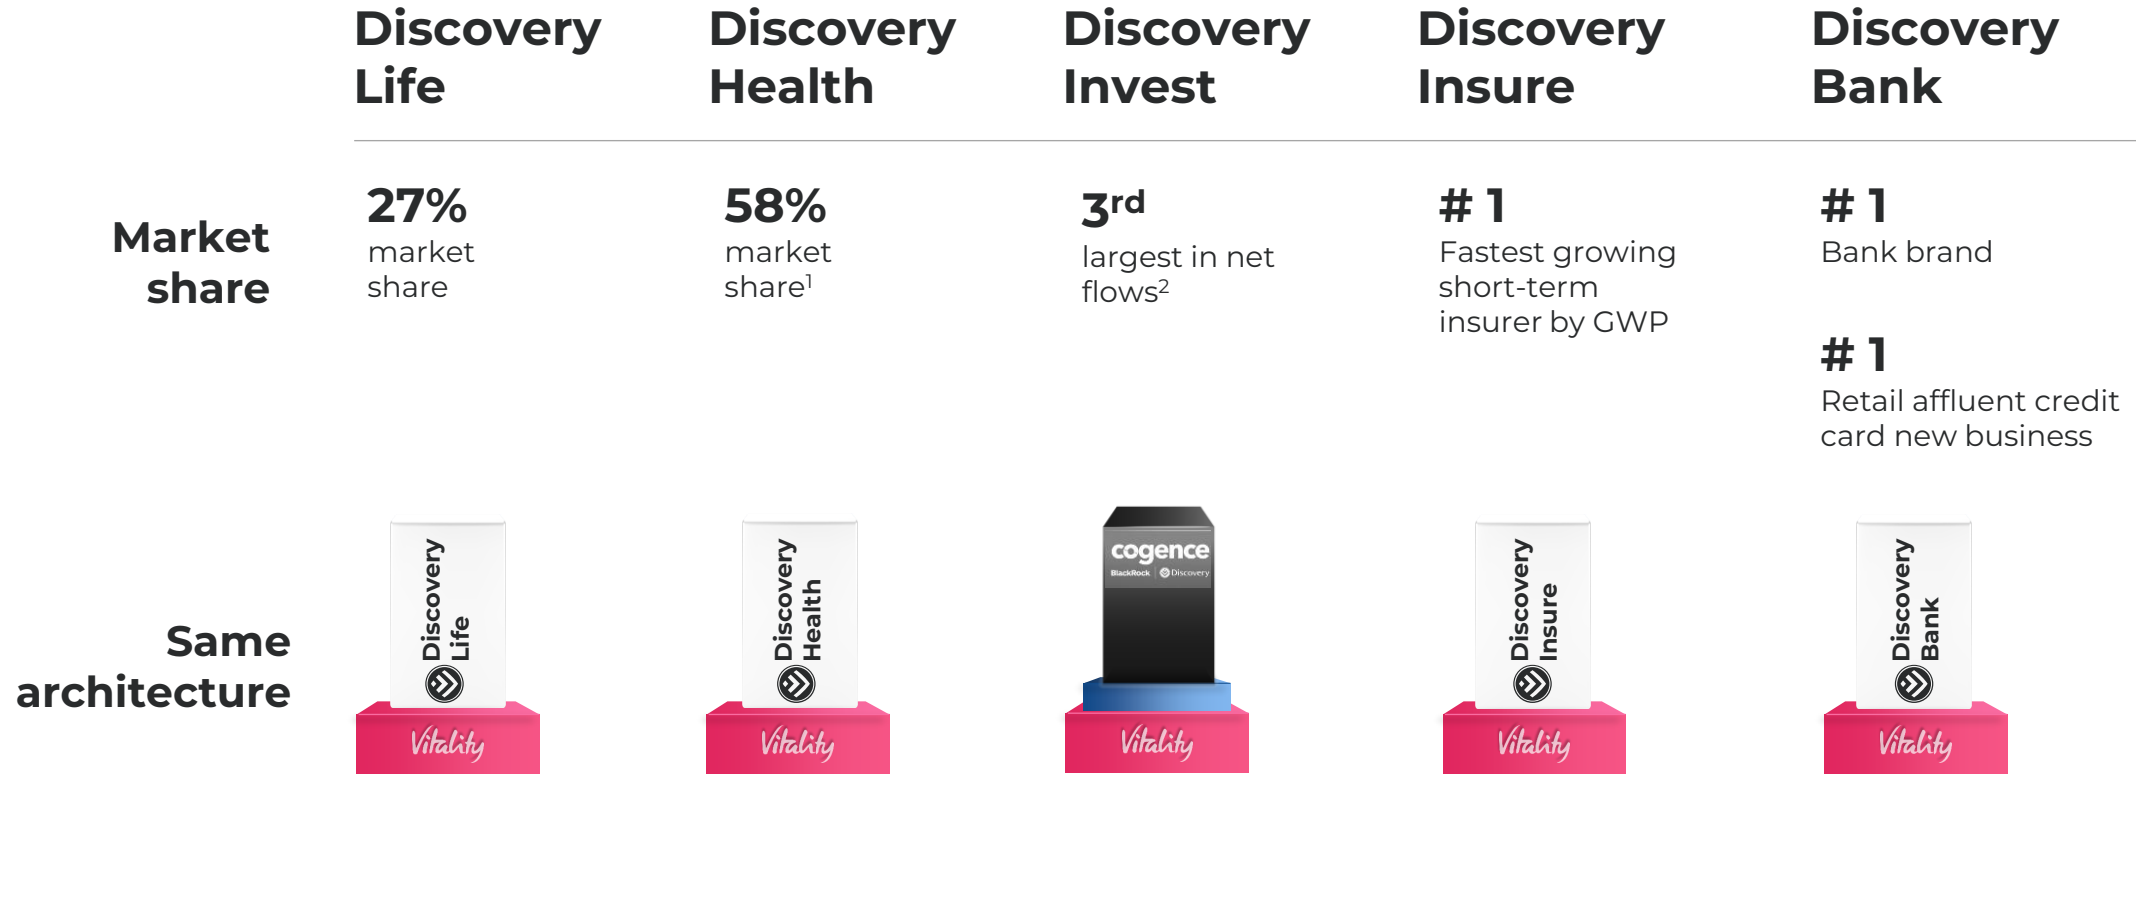 Discovery
Life
Discovery
Health
Discovery
Invest
Discovery
Insure
Discovery
Bank
Market
share
27%
market
share
58%
market
share¹
3rd
largest in net
flows²
# 1
Fastest growing
short-term
insurer by GWP
# 1
Bank brand
# 1
Retail affluent credit
card new business
Same
architecture
Discovery
Life
Vitality
Discovery
Health
Vitality
cogence
BlackRock | Discovery
Vitality
Discovery
Insure
Vitality
Discovery
Bank
Vitality